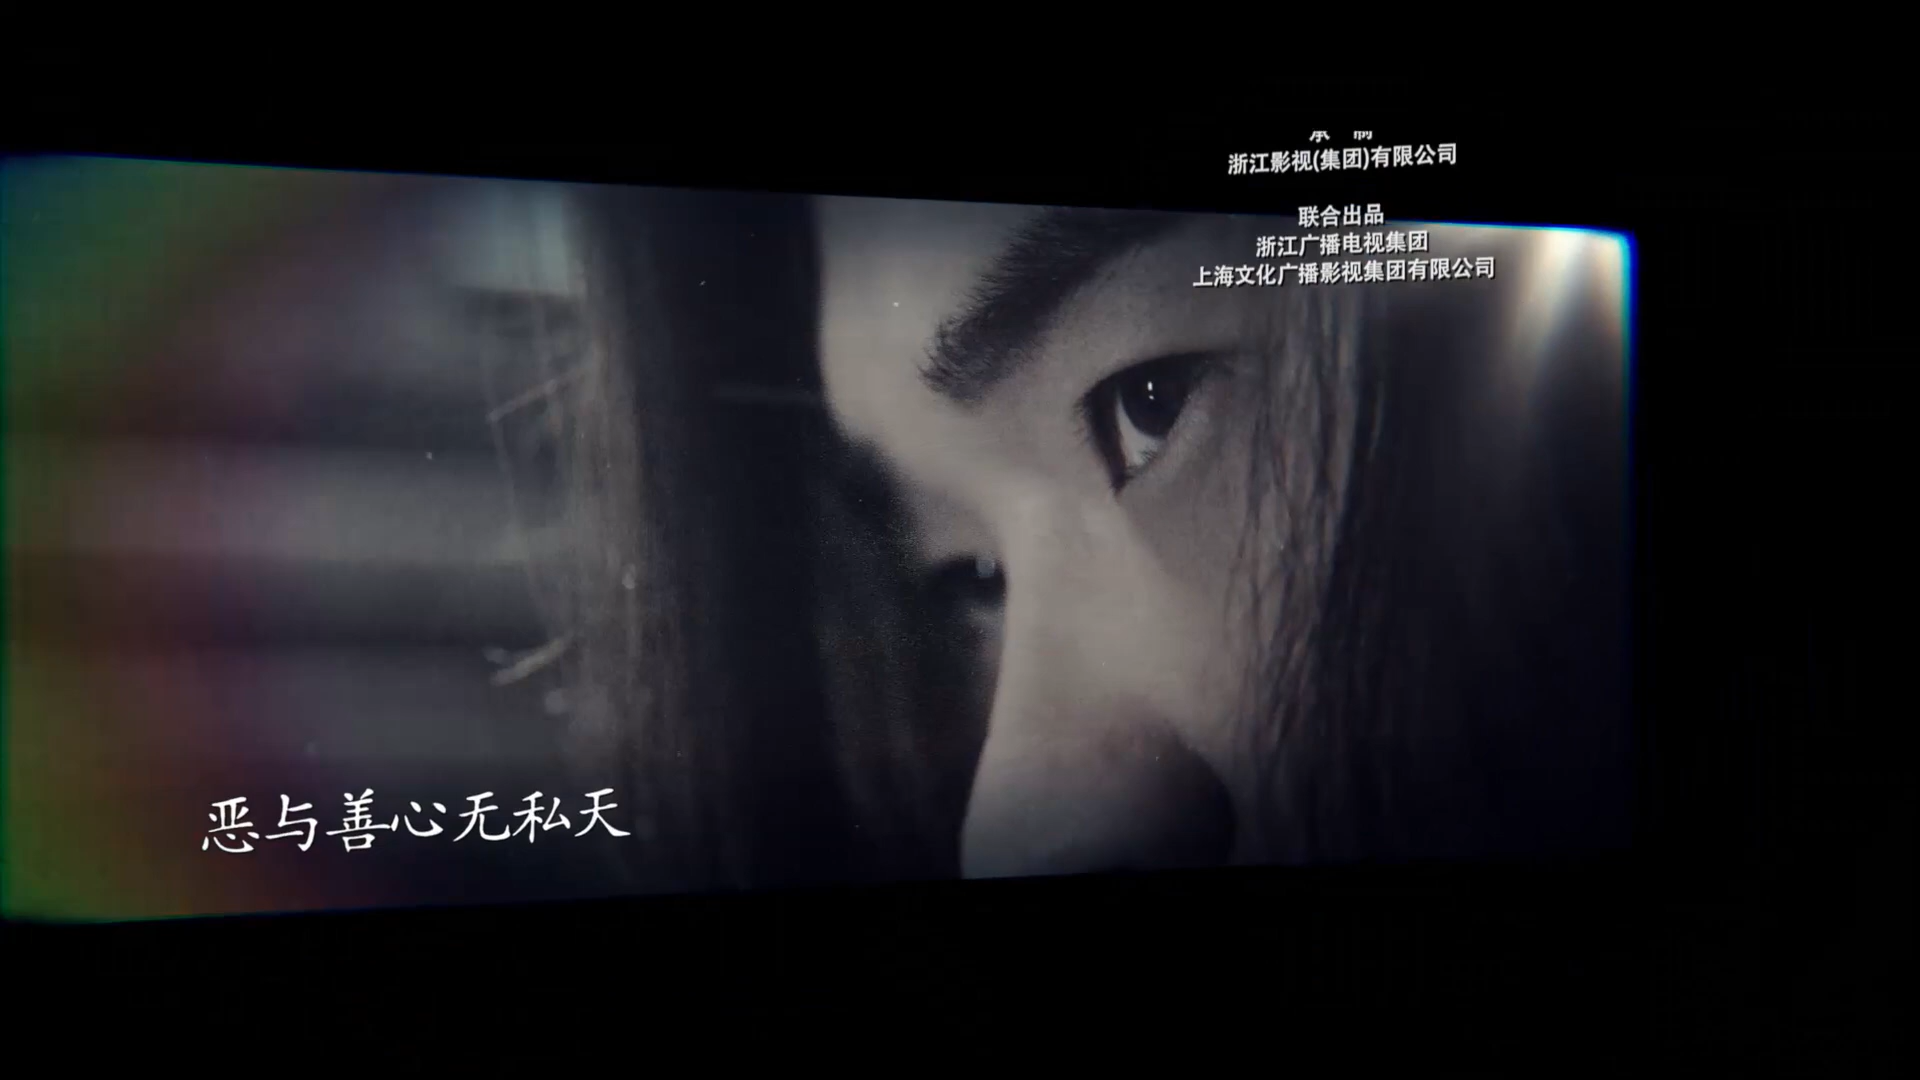 承 制
浙江影视(集团)有限公司
联合出品
浙江广播电视集团
上海文化广播影视集团有限公司
恶与善心无私天